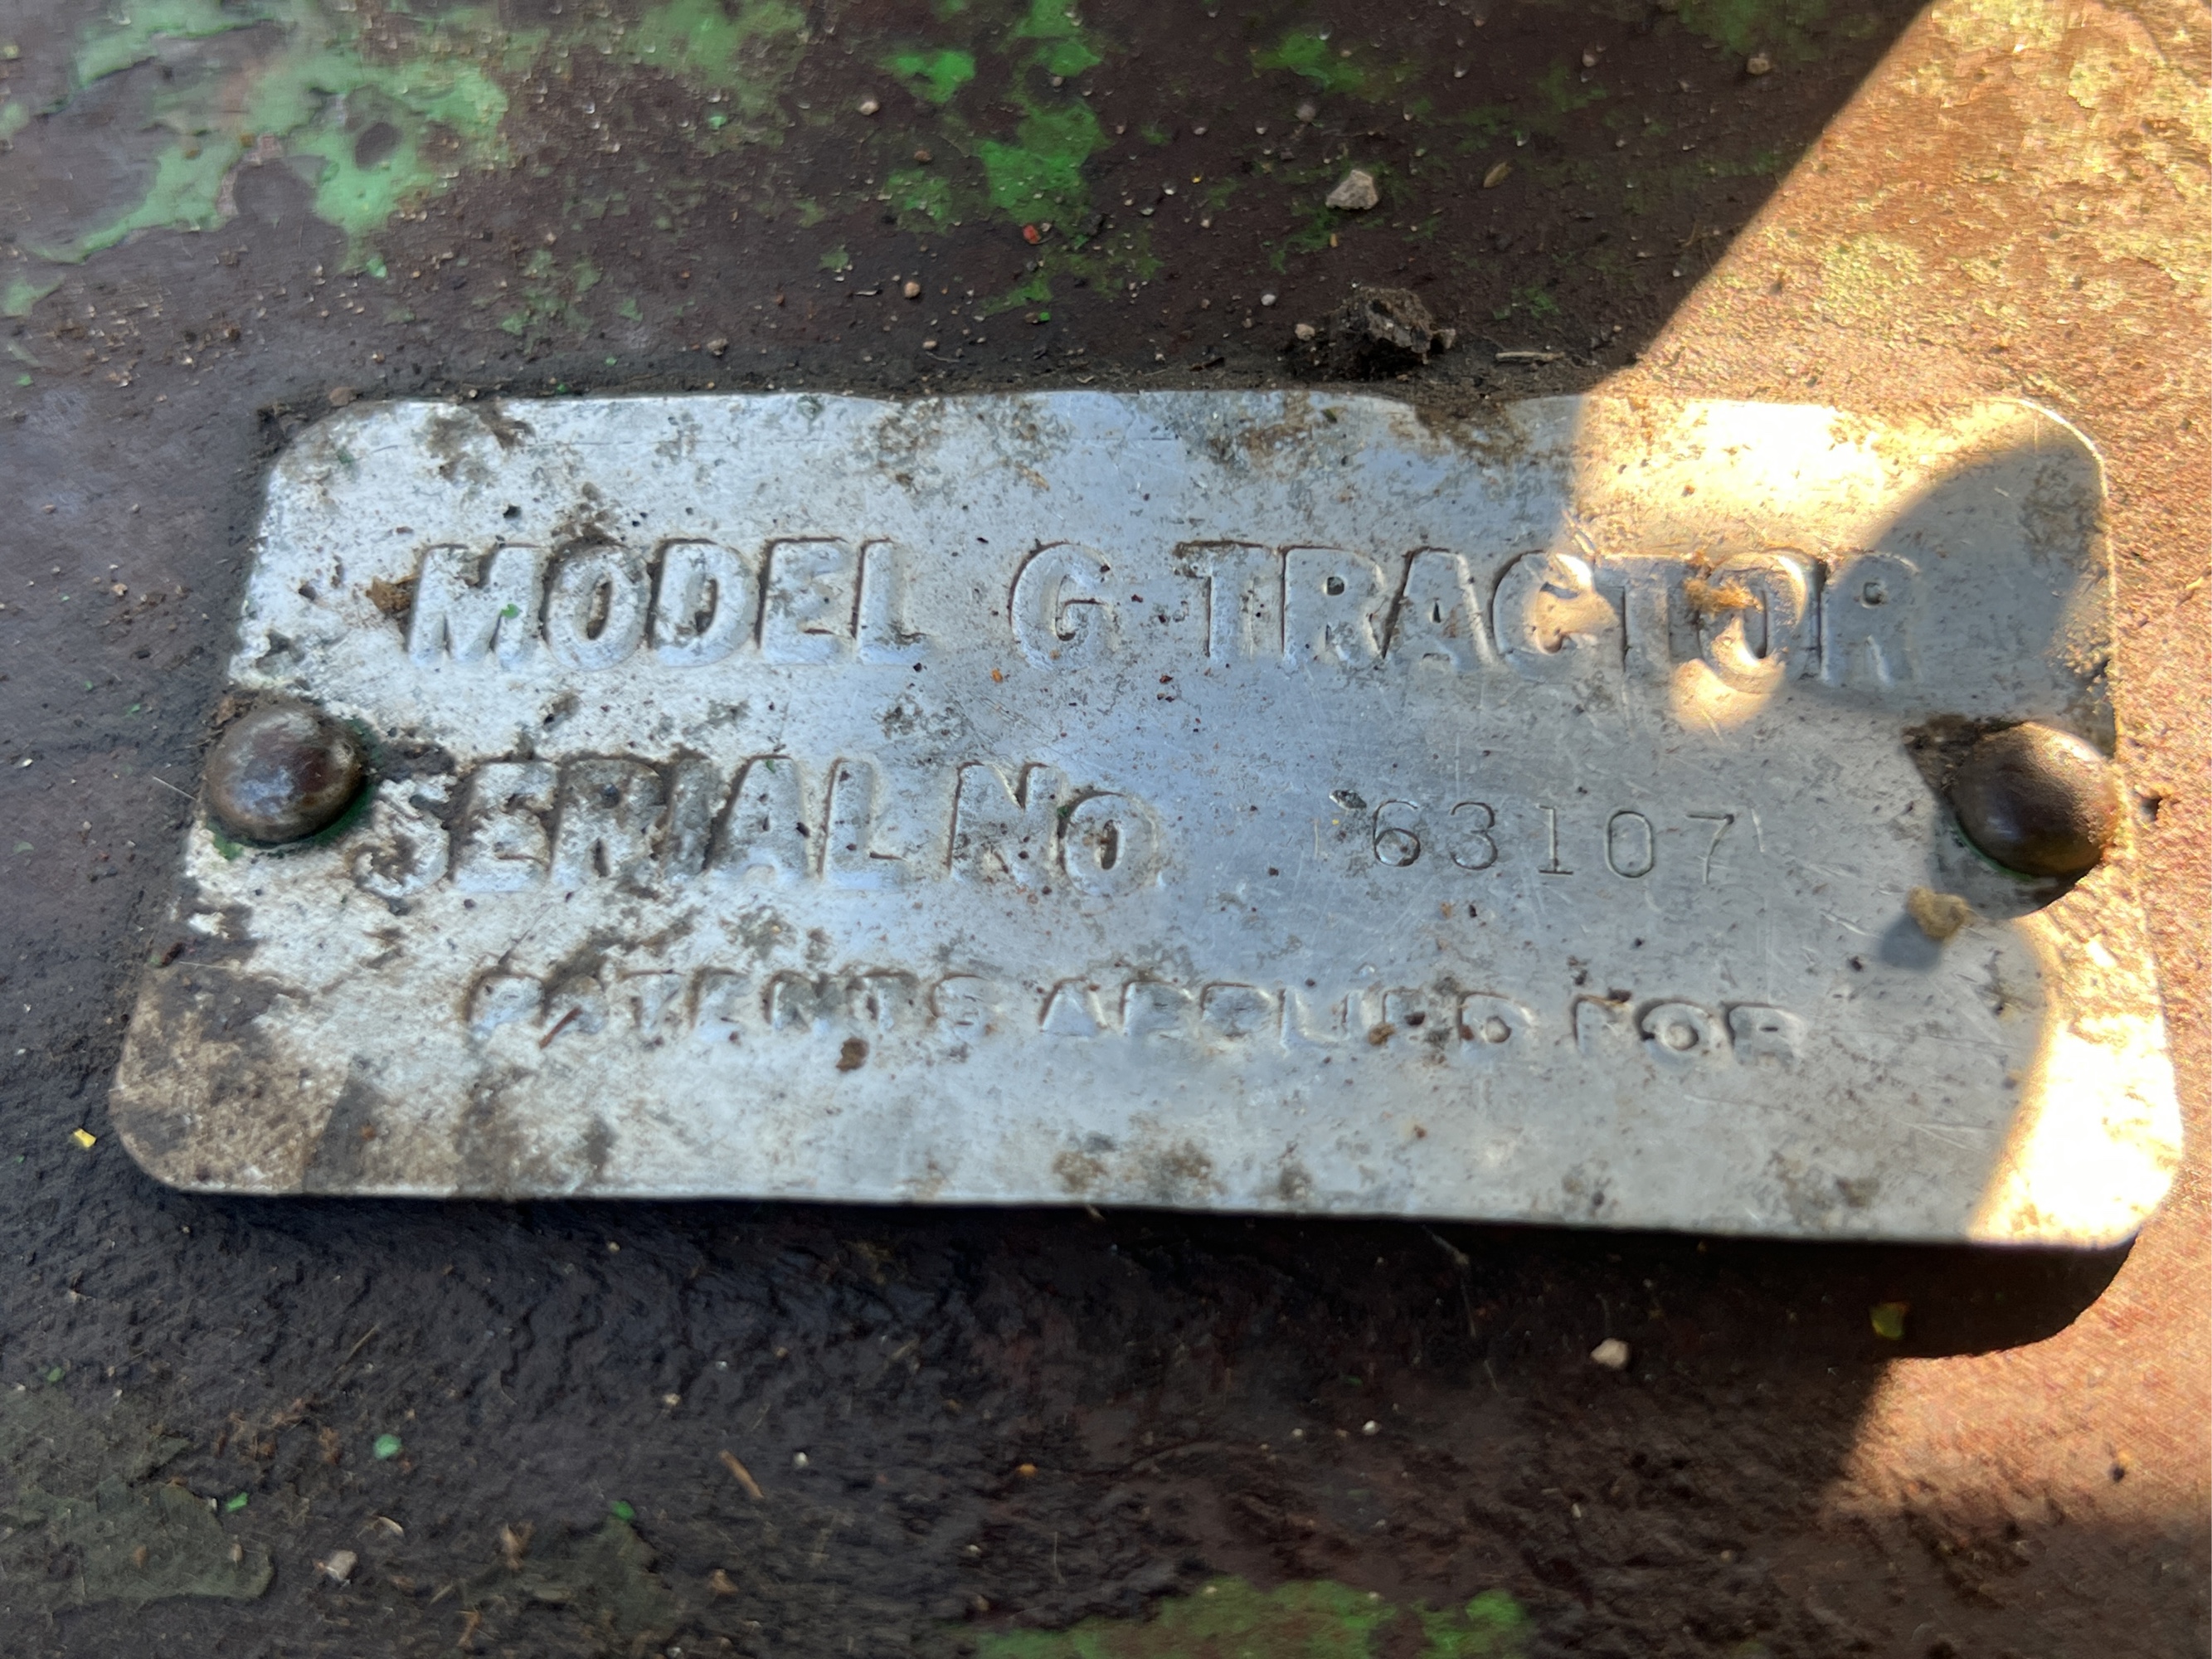 MODEL G TRACTOR
SERIAL NO 63107
PATENTS APPLIED FOR